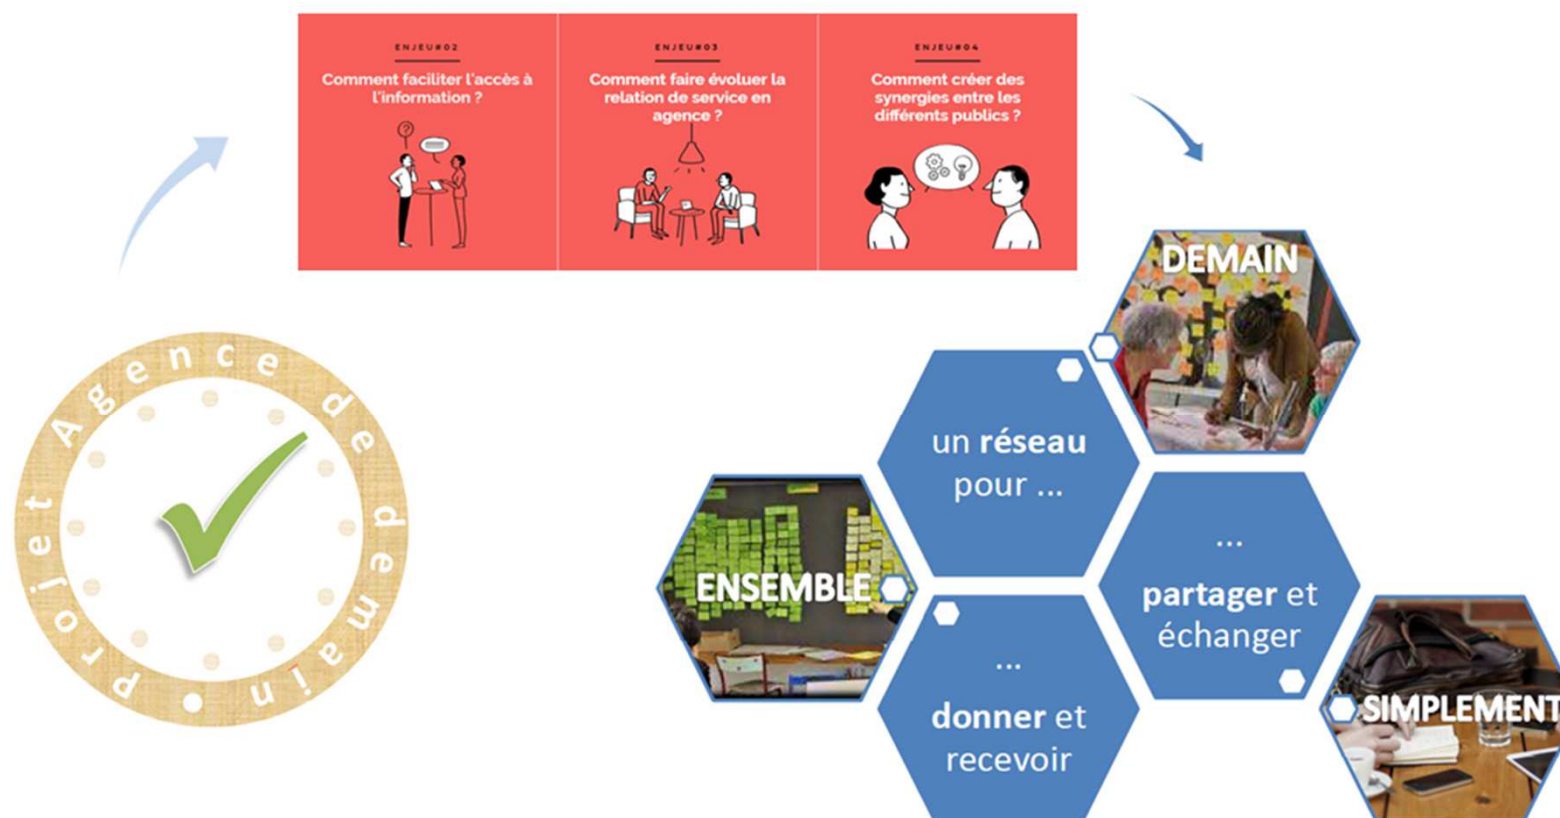 ENJEU#02
Comment faciliter l'accès à
l'information ?
ENJEU#03
Comment faire évoluer la
relation de service en
agence ?
ENJEU#04
Comment créer des
synergies entre les
différents publics ?
Projet Agence de demain
DEMAIN
un réseau
pour ...
ENSEMBLE
...
partager et
échanger
...
donner et
recevoir
SIMPLEMENT